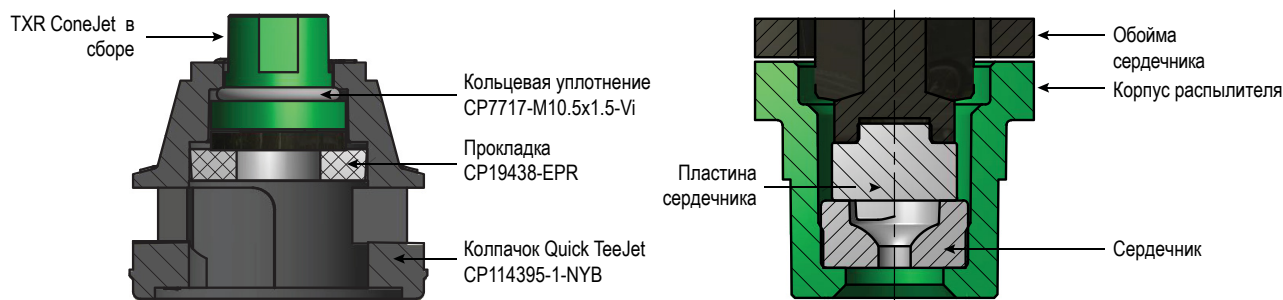 TXR ConeJet в
сборе
Кольцевая уплотнение
CP7717-M10.5x1.5-Vi
Прокладка
CP19438-EPR
Колпачок Quick TeeJet
CP114395-1-NYB
Обойма
сердечника
Корпус распылителя
Пластина
сердечника
Сердечник